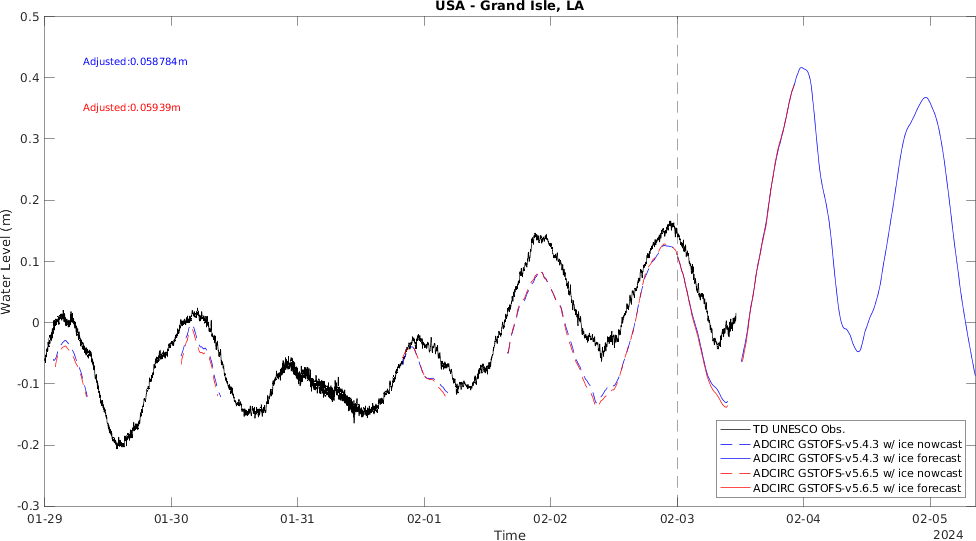 USA - Grand Isle, LA
0.5
Adjusted:0.058784m
0.4
Adjusted:0.05939m
0.3
0.2
0.1
Water Level (m)
0
-0.1
-0.2
-0.3
TD UNESCO Obs.
ADCIRC GSTOFS-v5.4.3 w/ ice nowcast
ADCIRC GSTOFS-v5.4.3 w/ ice forecast
ADCIRC GSTOFS-v5.6.5 w/ ice nowcast
ADCIRC GSTOFS-v5.6.5 w/ ice forecast
01-29 01-30 01-31 02-01 02-02 02-03 02-04 02-05
Time
2024